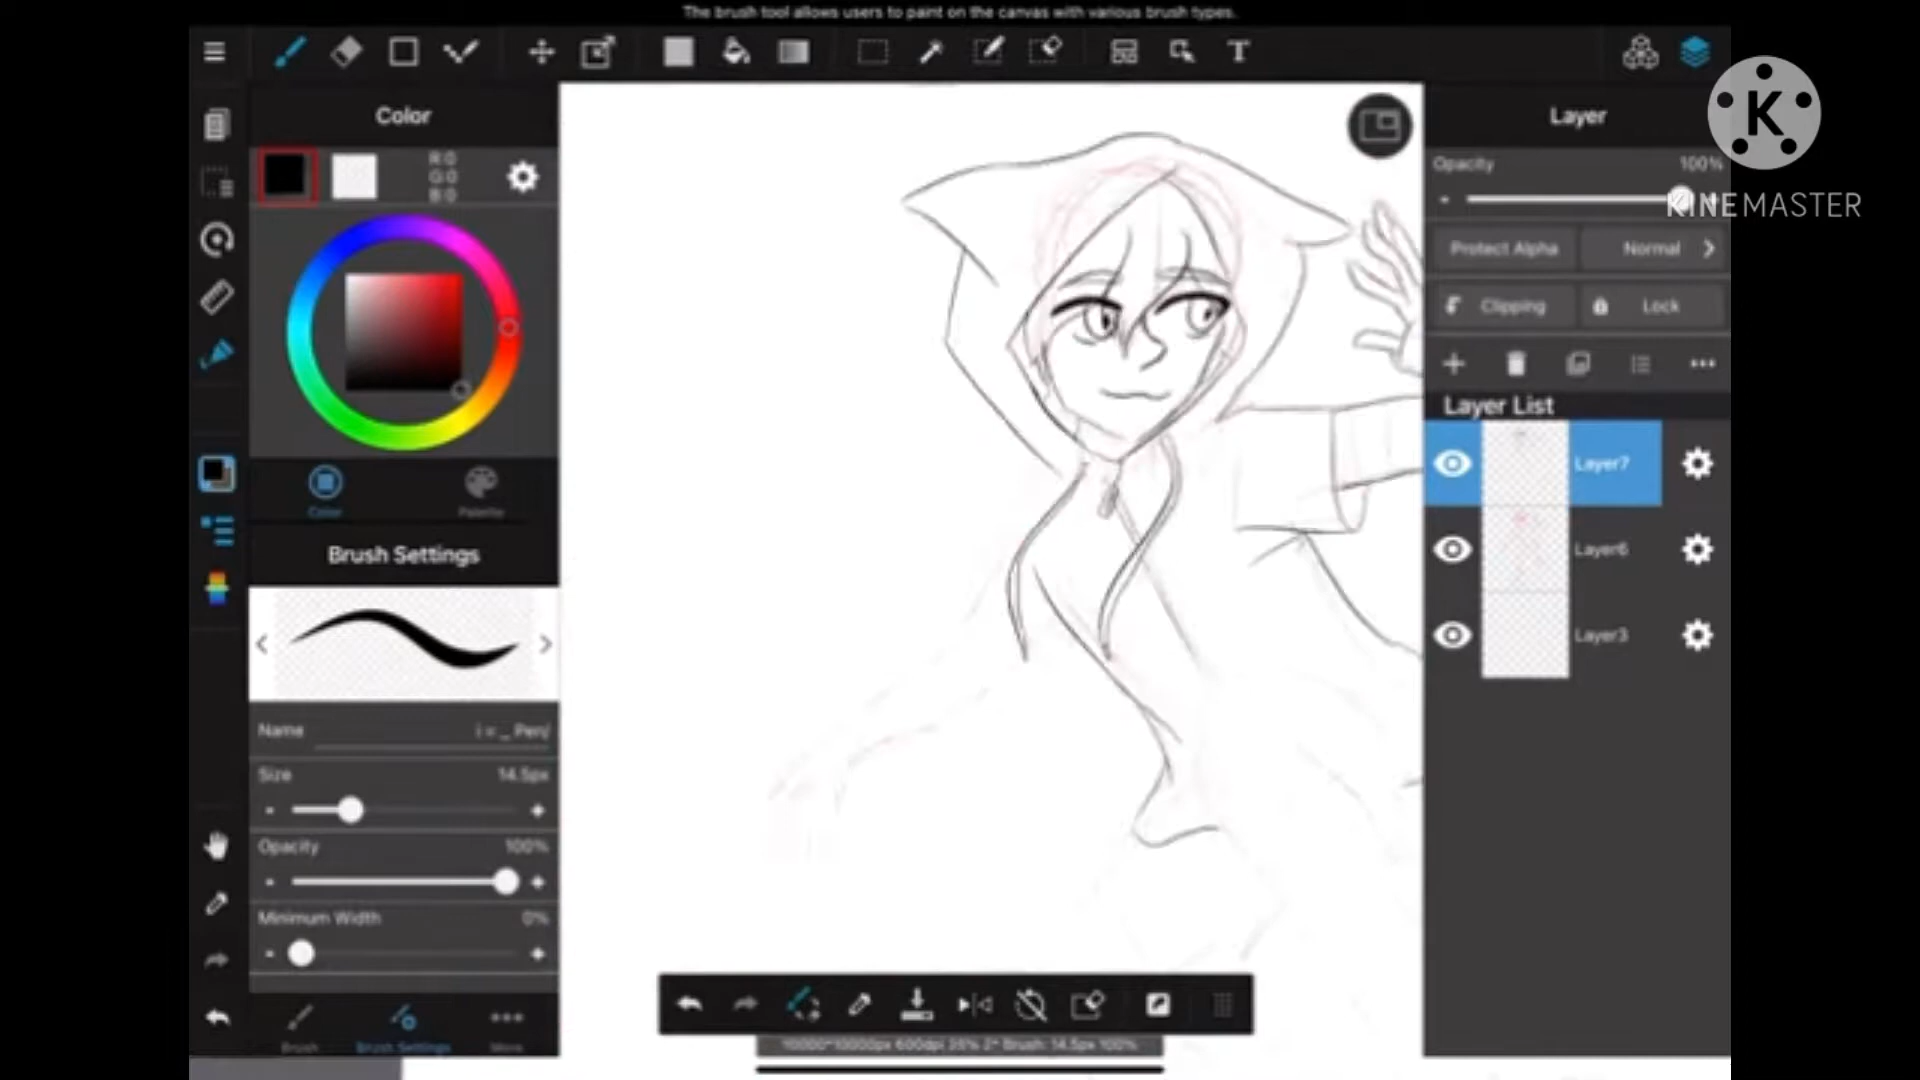 The brush tool allows users to paint on the canvas with various brush types.
T
Color
Layer
K
R:0
G:0
B:0
Opacity
100%
KINEMASTER
Protect Alpha
Normal
Clipping
Lock
Layer List
Layer7
Layer6
Layer3
Color
Palette
Brush Settings
Name
Pen/
Size
14.5px
Opacity
100%
Minimum Width
0%
Brush
Brush Settings
More
10000*10000px 600dpi 35% 2° Brush: 14.5px 100%